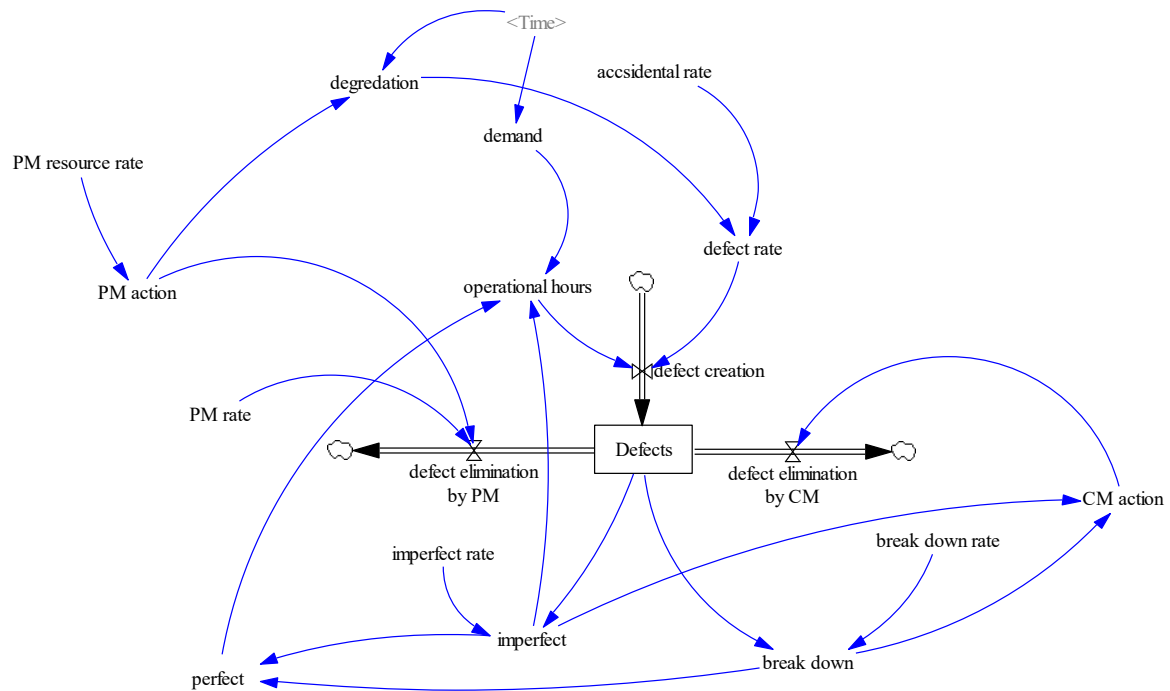 <Time>
accsidental rate
degredation
demand
PM resource rate
defect rate
PM action
operational hours
defect creation
PM rate
Defects
defect elimination
by PM
defect elimination
by CM
CM action
break down rate
imperfect rate
imperfect
break down
perfect